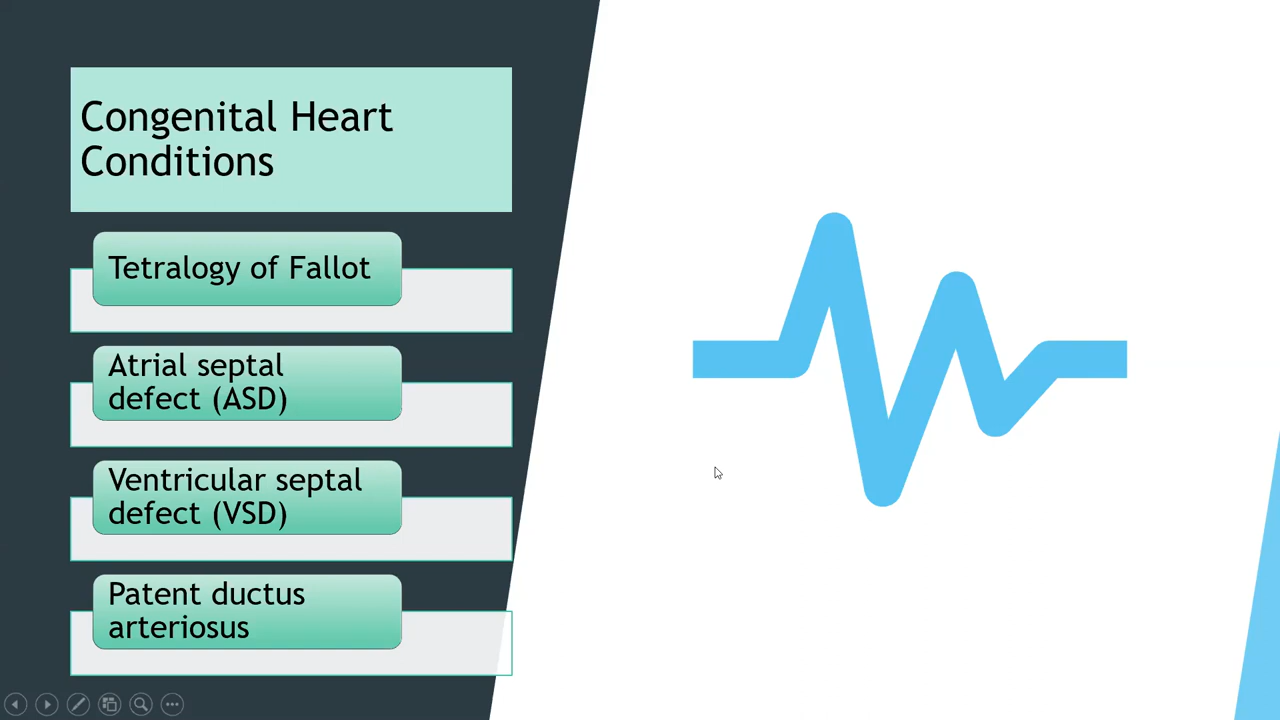 Congenital Heart
Conditions
Tetralogy of Fallot
Atrial septal
defect (ASD)
Ventricular septal
defect (VSD)
Patent ductus
arteriosus